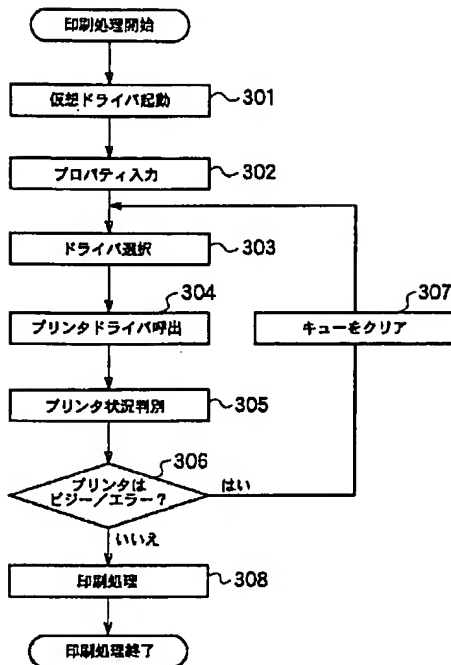 印刷処理開始
仮想ドライバ起動
301
プロパティ入力
302
ドライバ選択
303
304
プリンタドライバ呼出
307
キューをクリア
プリンタ状況判別
305
306
プリンタは
ビジー/エラー?
はい
いいえ
印刷処理
308
印刷処理終了